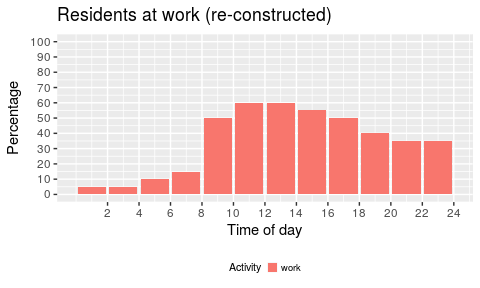 Residents at work (re-constructed)
100
90
80
70
60
50
40
30
20
10
0
Percentage
2 4 6 8 10 12 14 16 18 20 22 24
Time of day
Activity work